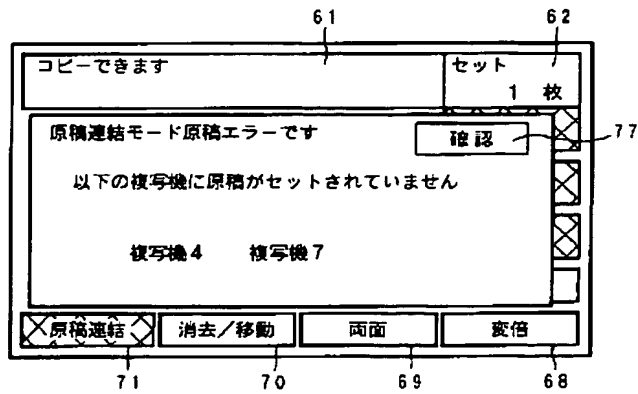 61
62
コピーできます
セット
1 枚
原稿連結モード原稿エラーです
確認
77
以下の複写機に原稿がセットされていません
複写機4 複写機7
原稿連結
消去／移動
両面
変倍
71
70
69
68